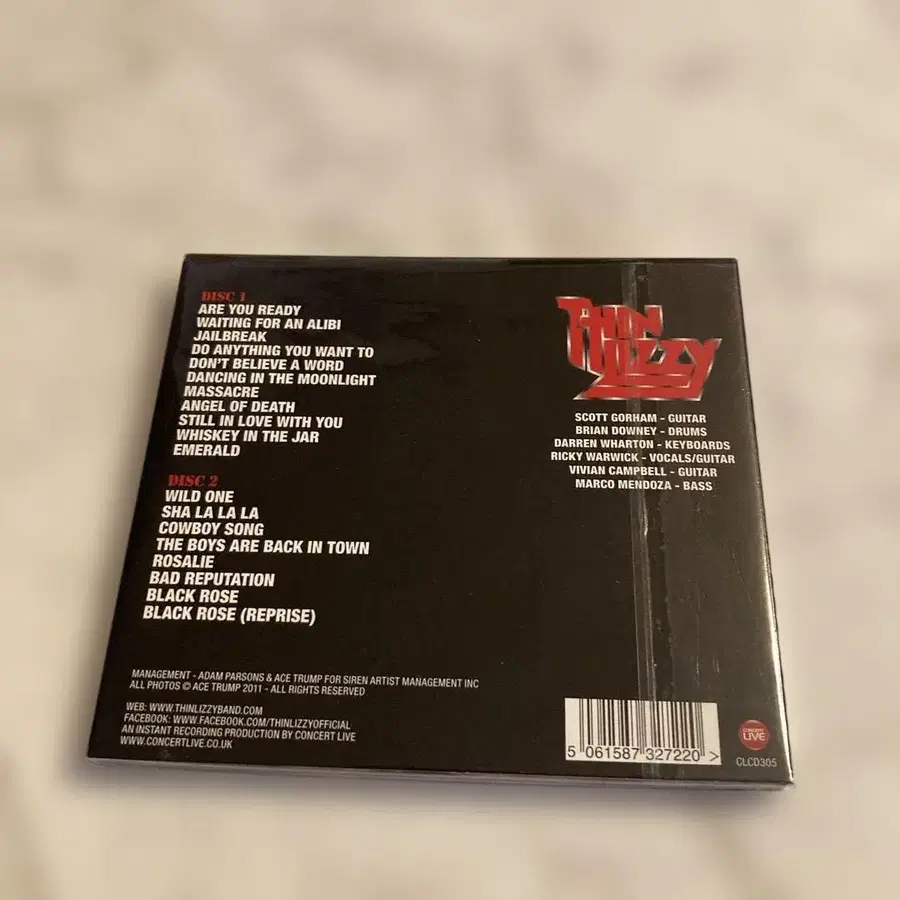 DISC 1
ARE YOU READY
WAITING FOR AN ALIBI
JAILBREAK
DO ANYTHING YOU WANT TO
DON'T BELIEVE A WORD
DANCING IN THE MOONLIGHT
MASSACRE
ANGEL OF DEATH
STILL IN LOVE WITH YOU
WHISKEY IN THE JAR
EMERALD
DISC 2
WILD ONE
SHA LA LA LA
COWBOY SONG
THE BOYS ARE BACK IN TOWN
ROSALIE
BAD REPUTATION
BLACK ROSE
BLACK ROSE (REPRISE)
THIN
LIZZY
SCOTT GORHAM - GUITAR
BRIAN DOWNEY - DRUMS
DARREN WHARTON - KEYBOARDS
RICKY WARWICK - VOCALS/GUITAR
VIVIAN CAMPBELL - GUITAR
MARCO MENDOZA - BASS
MANAGEMENT - ADAM PARSONS & ACE TRUMP FOR SIREN ARTIST MANAGEMENT INC
ALL PHOTOS © ACE TRUMP 2011 - ALL RIGHTS RESERVED
WEB: WWW.THINLIZZYBAND.COM
FACEBOOK: WWW.FACEBOOK.COM/THINLIZZYOFFICIAL
AN INSTANT RECORDING PRODUCTION BY CONCERT LIVE
WWW.CONCERTLIVE.CO.UK
5 061587 327220 >
CONCERT
LIVE
CLCD305